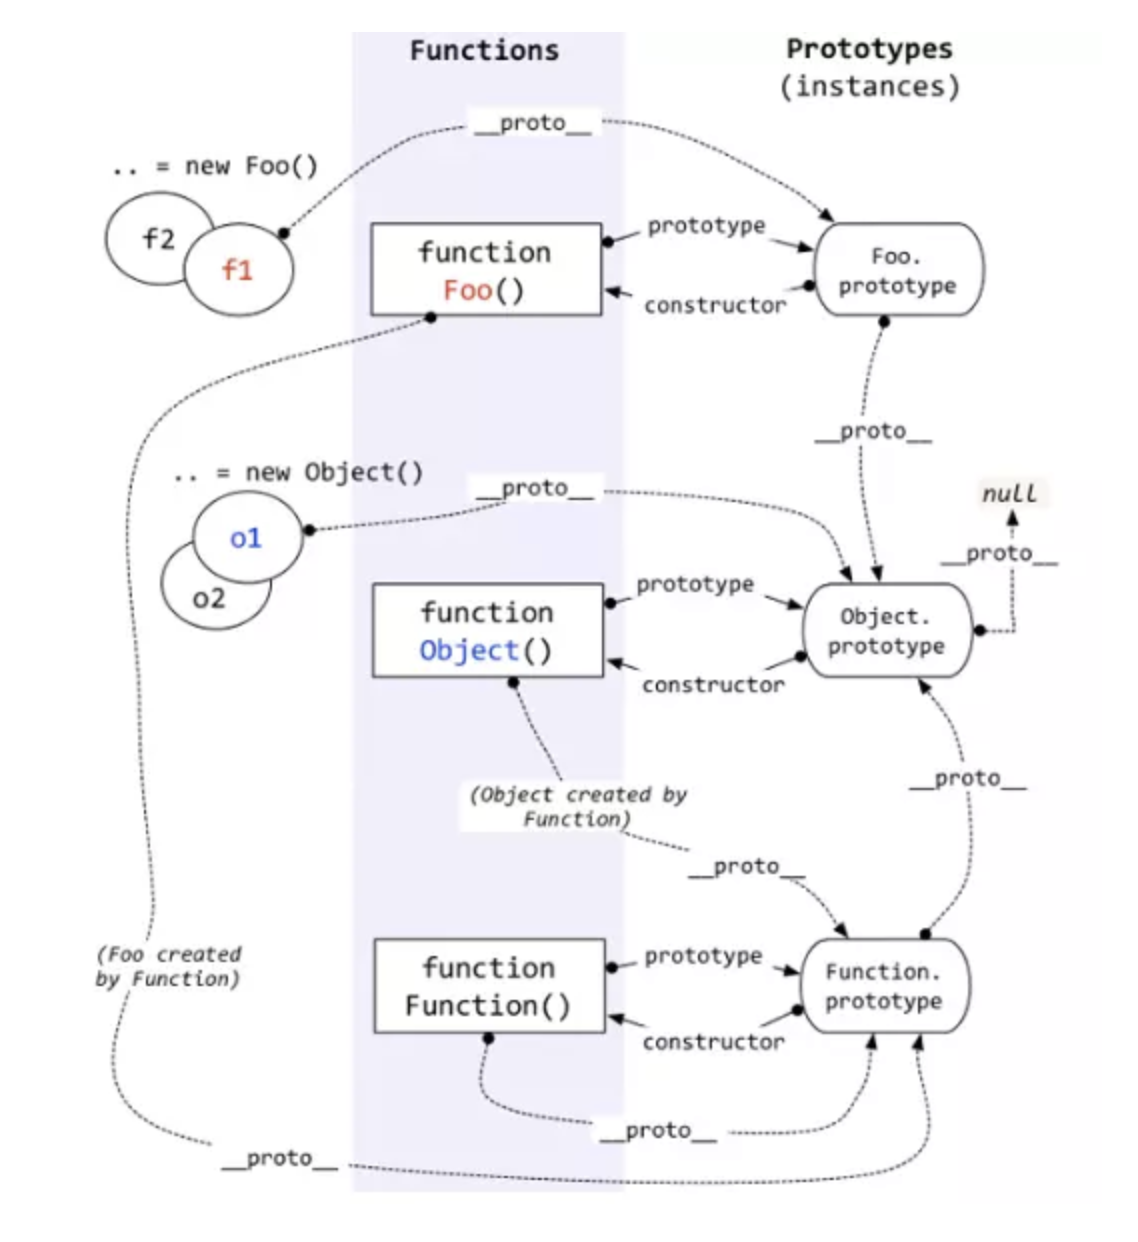 Functions
Prototypes
(instances)
__proto__
.. = new Foo()
f2
f1
function
Foo()
prototype
constructor
Foo.
prototype
__proto__
.. = new Object()
__proto__
null
__proto__
o1
o2
function
Object()
prototype
constructor
Object.
prototype
(Object created by
Function)
__proto__
__proto__
(Foo created
by Function)
function
Function()
prototype
constructor
Function.
prototype
__proto__
__proto__